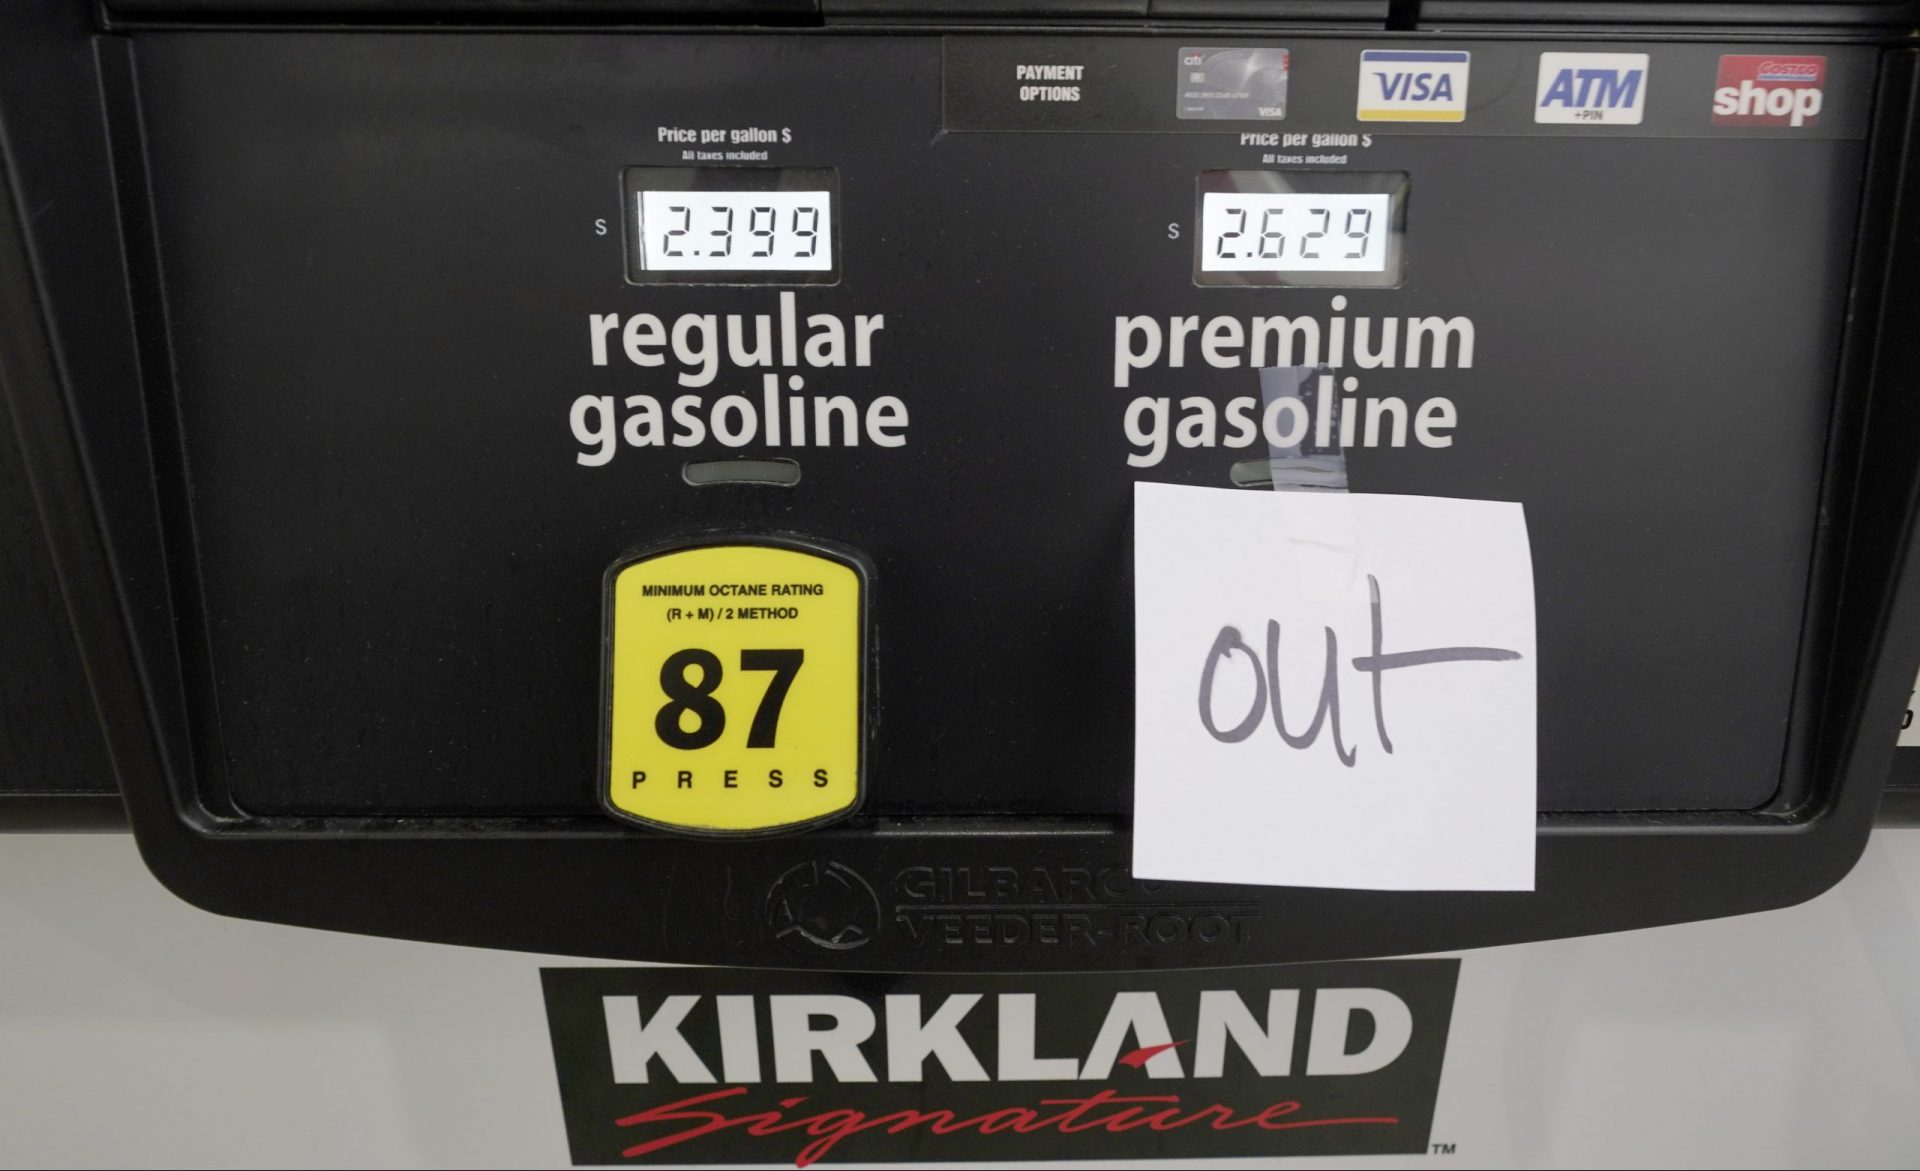 PAYMENT
OPTIONS
citi
VISA
VISA
ATM
+PIN
COSTCO
shop
Price per gallon $
All taxes included
$ 2.399
regular
gasoline
Price per gallon $
All taxes included
$ 2.629
premium
gasoline
MINIMUM OCTANE RATING
(R + M) / 2 METHOD
87
PRESS
out
GILBARCO
VEEDER-ROOT
KIRKLAND
Signature
TM